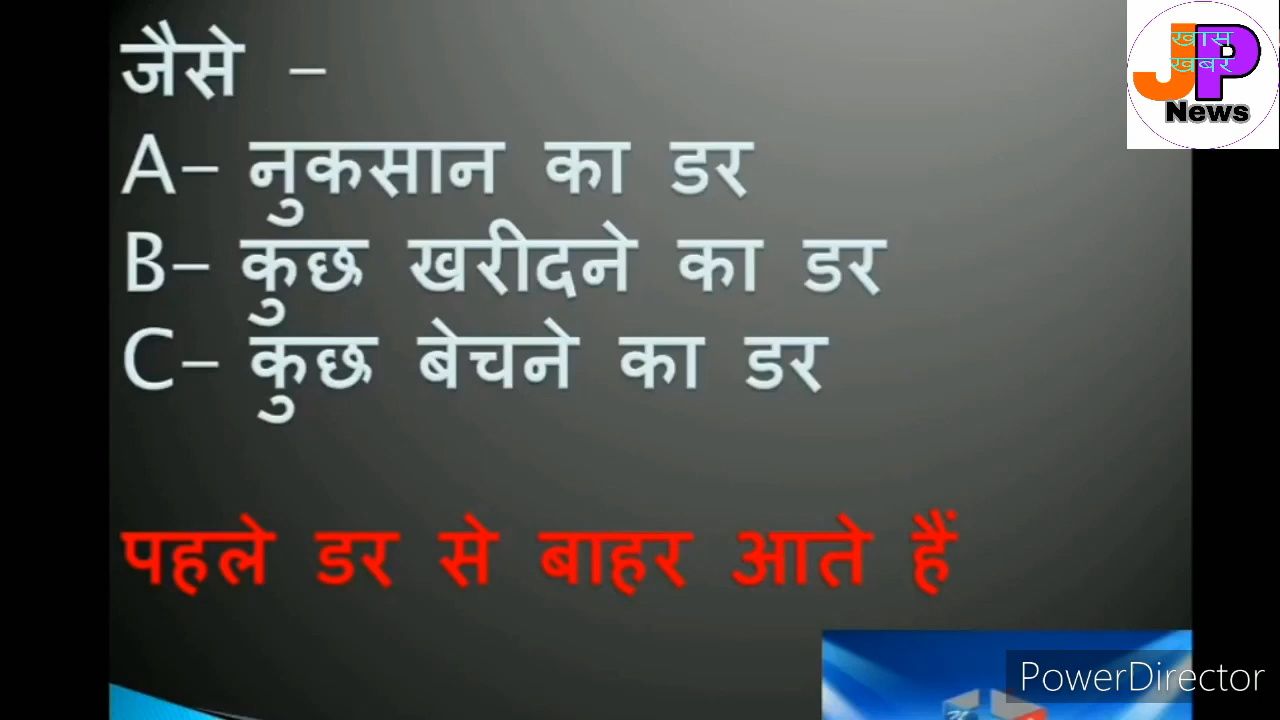 जैसे -
A- नुकसान का डर
B- कुछ खरीदने का डर
C- कुछ बेचने का डर
पहले डर से बाहर आते हैं
JP
खास
खबर
News
PowerDirector